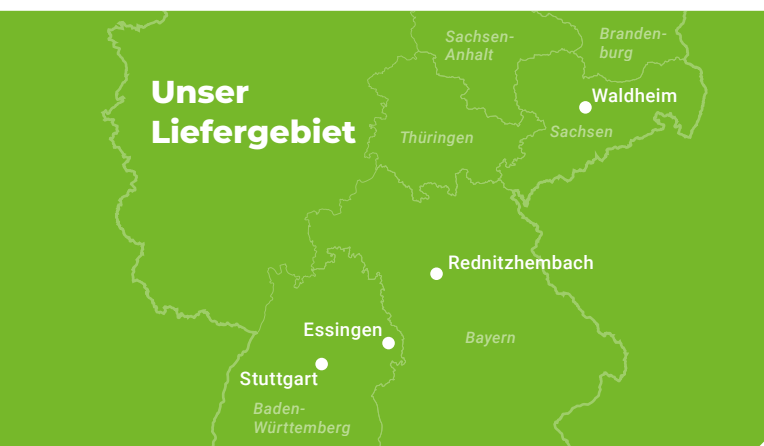 Sachsen-
Anhalt
Branden-
burg
Unser
Liefergebiet
Waldheim
Thüringen
Sachsen
Rednitzhembach
Essingen
Bayern
Stuttgart
Baden-
Württemberg